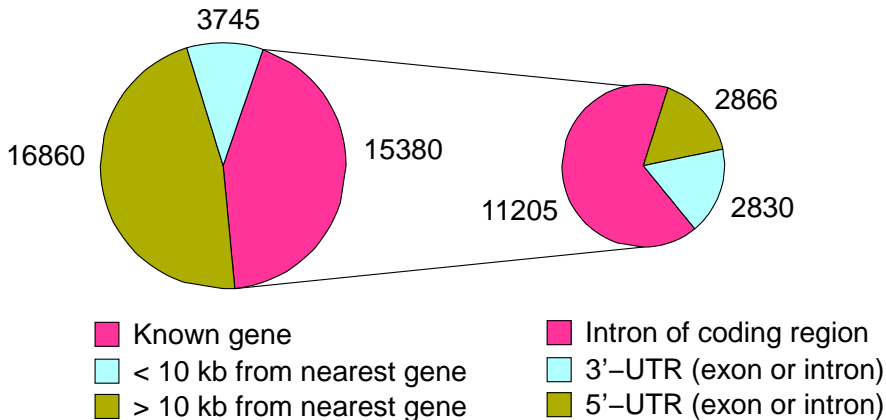 3745
16860
15380
2866
11205
2830
Known gene
< 10 kb from nearest gene
> 10 kb from nearest gene
Intron of coding region
3’−UTR (exon or intron)
5’−UTR (exon or intron)